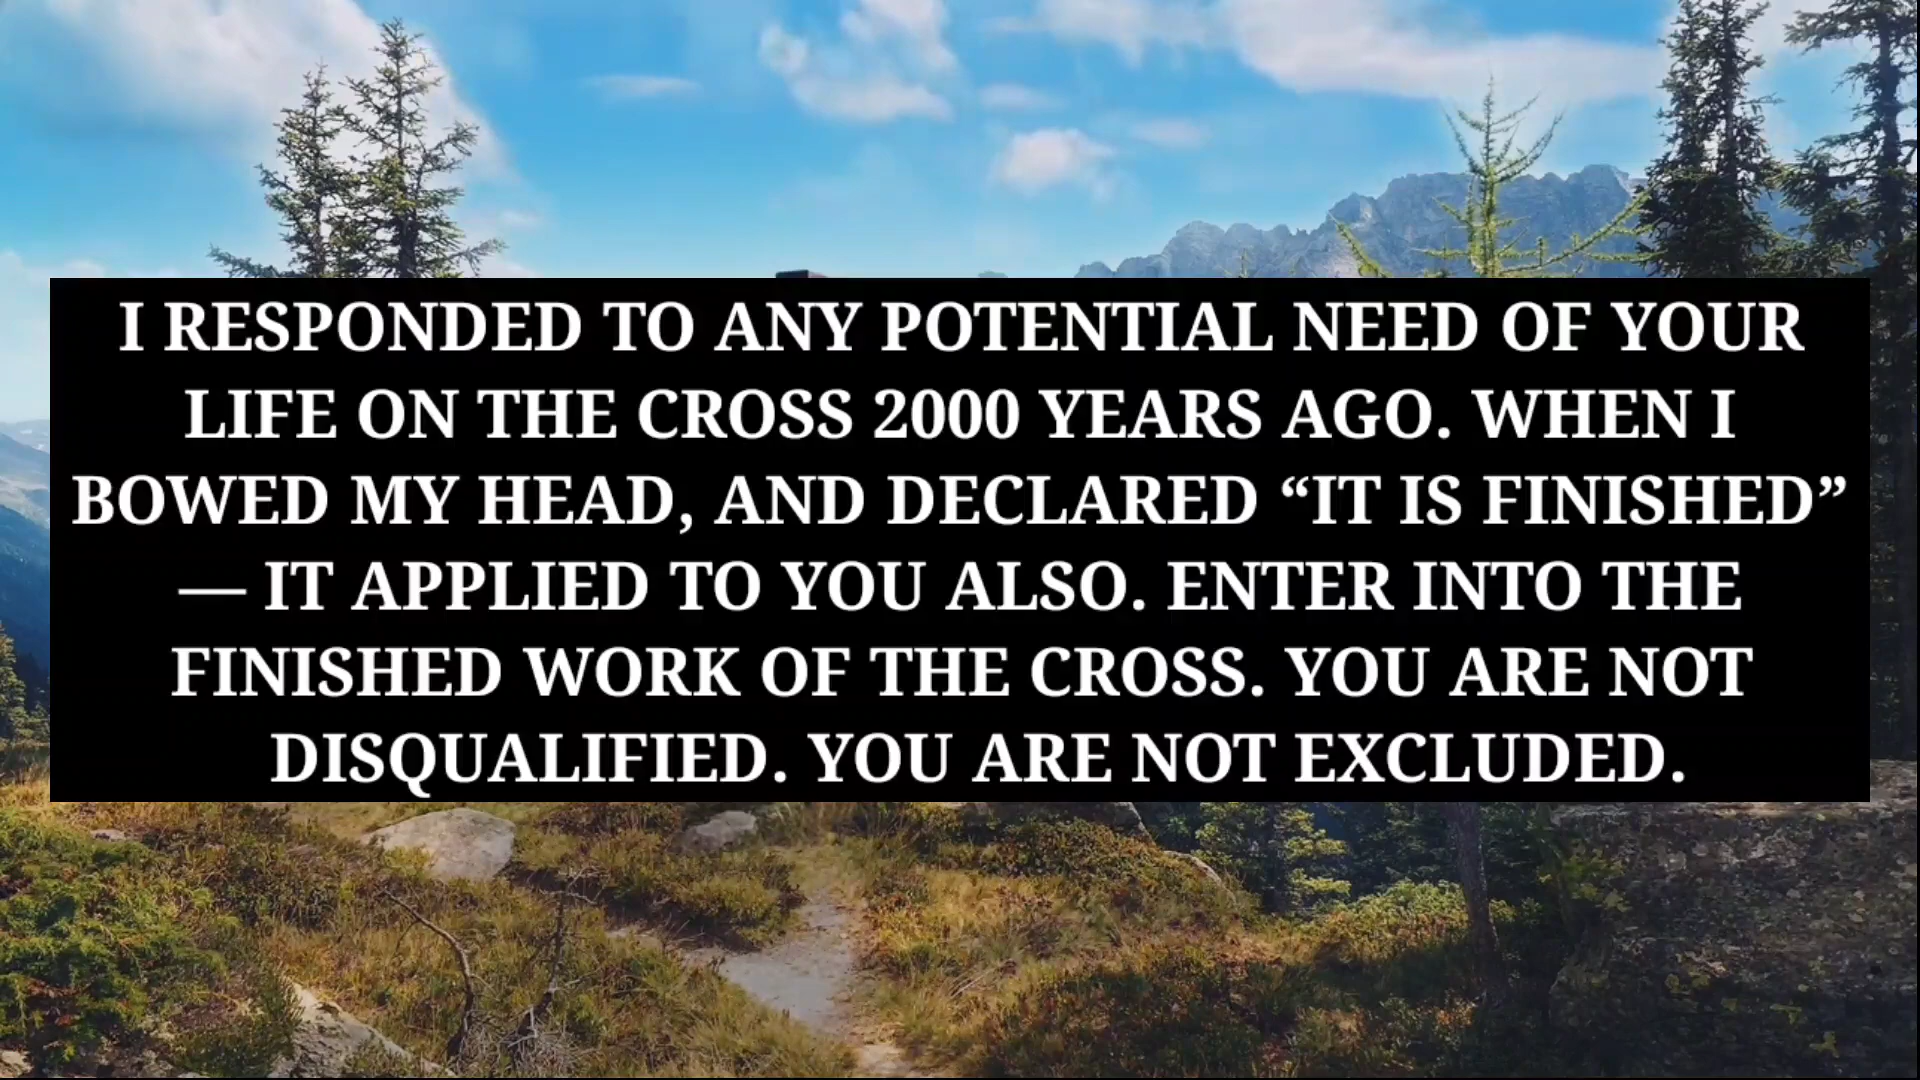 I RESPONDED TO ANY POTENTIAL NEED OF YOUR
LIFE ON THE CROSS 2000 YEARS AGO. WHEN I
BOWED MY HEAD, AND DECLARED “IT IS FINISHED”
— IT APPLIED TO YOU ALSO. ENTER INTO THE
FINISHED WORK OF THE CROSS. YOU ARE NOT
DISQUALIFIED. YOU ARE NOT EXCLUDED.